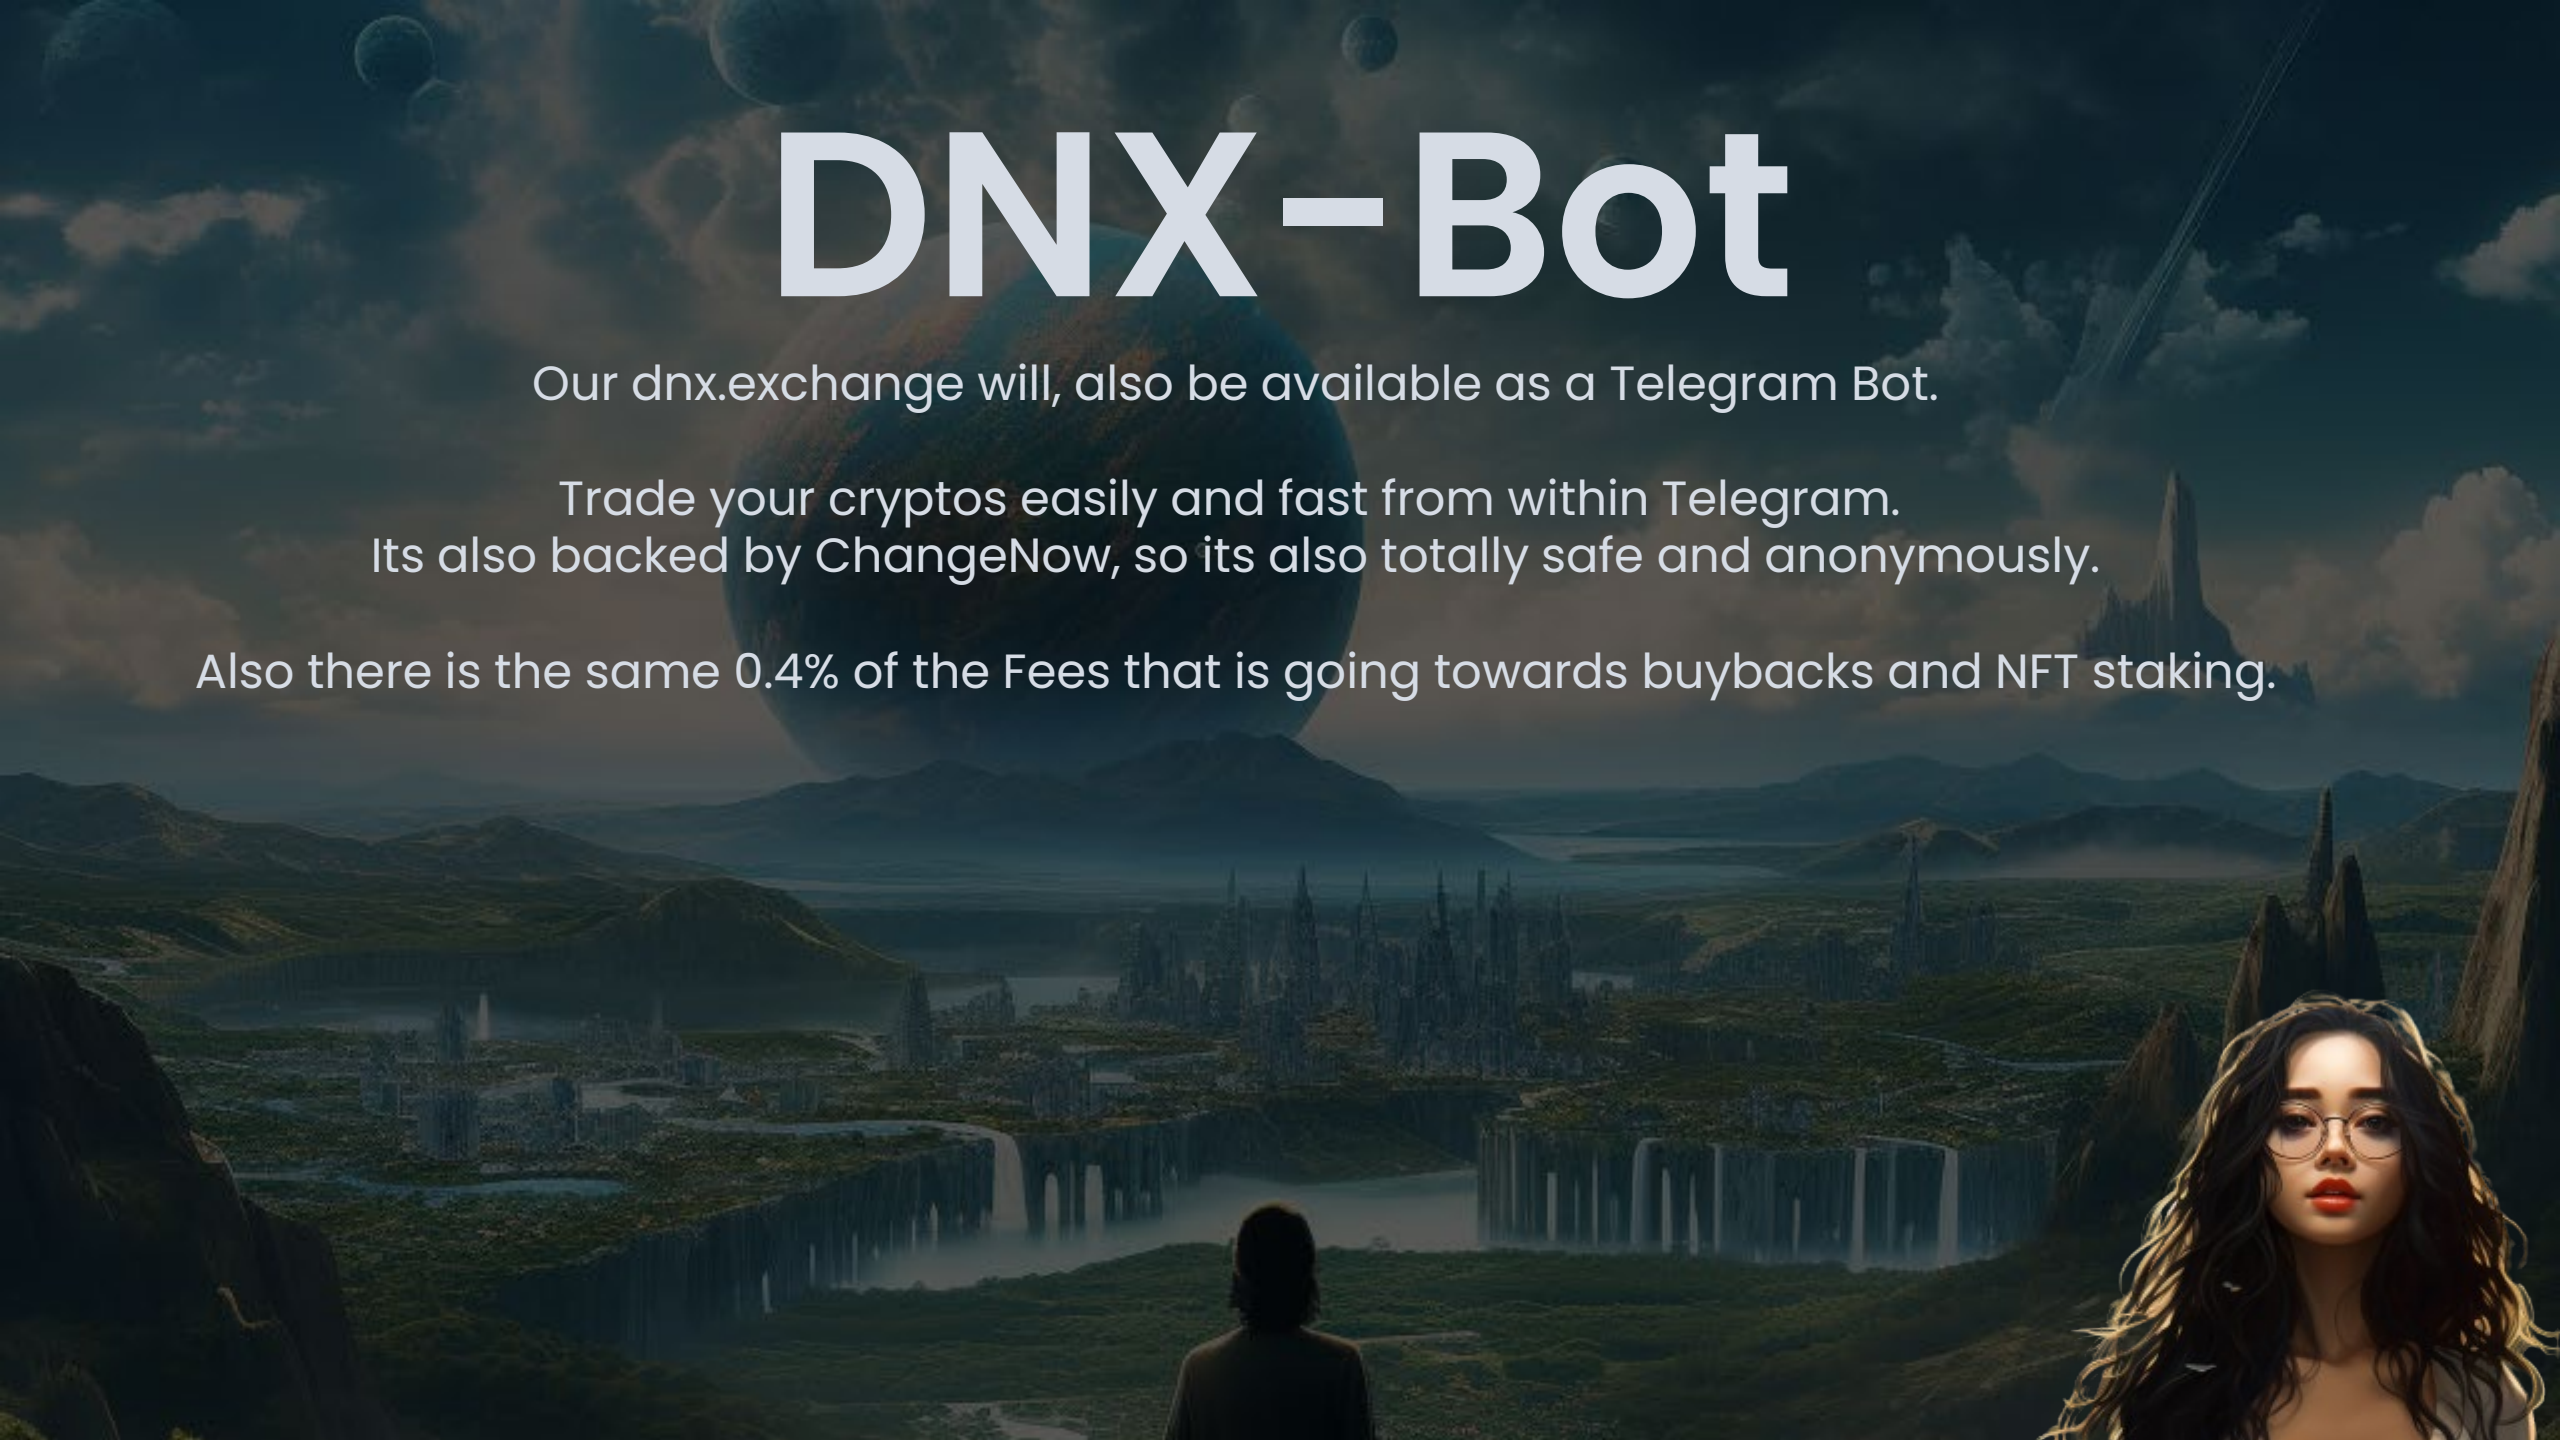 DNX-Bot
Our dnx.exchange will, also be available as a Telegram Bot.
Trade your cryptos easily and fast from within Telegram.
Its also backed by ChangeNow, so its also totally safe and anonymously.
Also there is the same 0.4% of the Fees that is going towards buybacks and NFT staking.